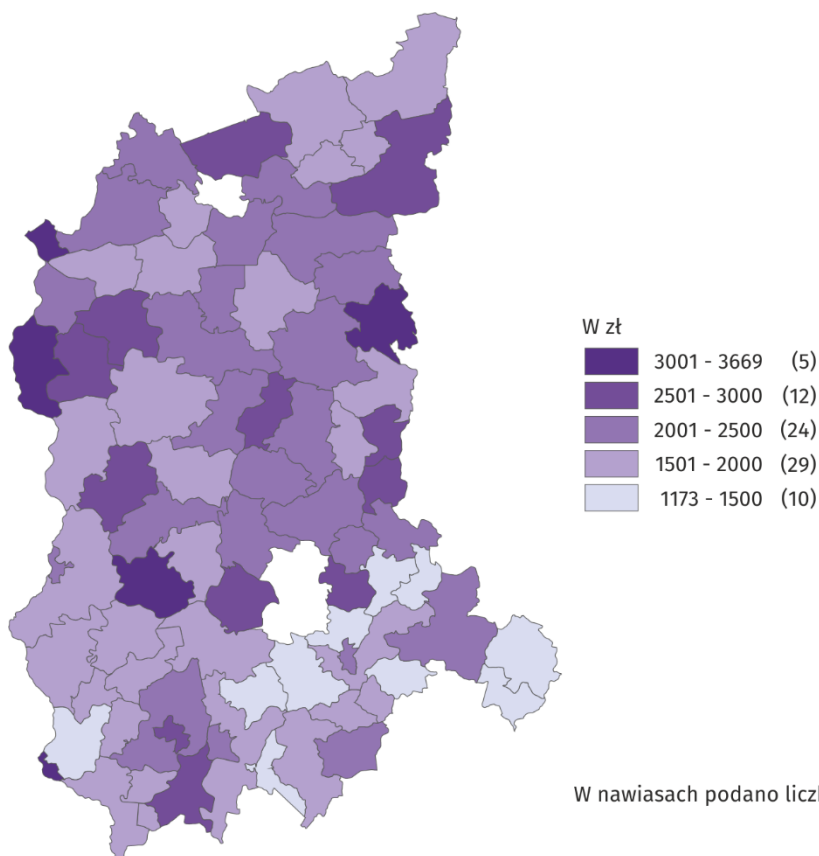 W zł
3001 - 3669 (5)
2501 - 3000 (12)
2001 - 2500 (24)
1501 - 2000 (29)
1173 - 1500 (10)
W nawiasach podano